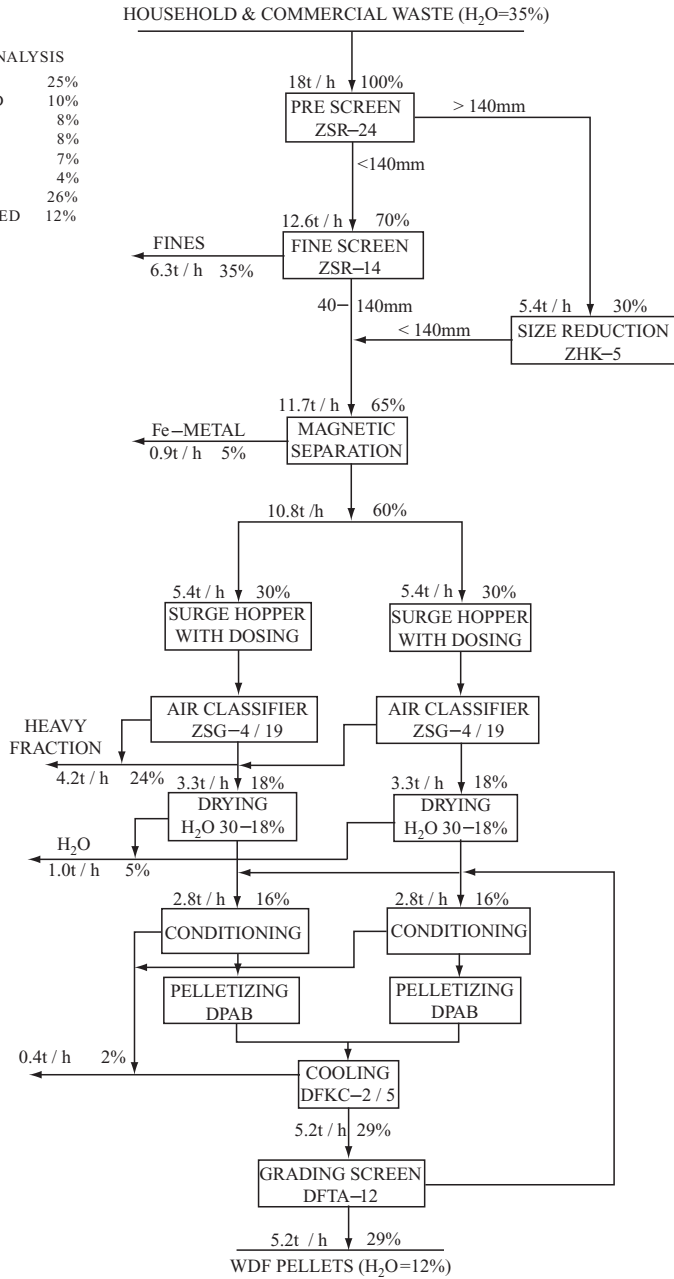 HOUSEHOLD & COMMERCIAL WASTE (H₂O=35%)
NALYSIS
25%
D 10%
8%
8%
7%
4%
26%
ED 12%
18t / h 100%
PRE SCREEN
ZSR–24
> 140mm
<140mm
12.6t / h 70%
FINES
FINE SCREEN
ZSR–14
6.3t / h 35%
40– 140mm
5.4t / h 30%
< 140mm
SIZE REDUCTION
ZHK–5
11.7t / h 65%
Fe–METAL
MAGNETIC
SEPARATION
0.9t / h 5%
10.8t /h 60%
5.4t / h 30%
5.4t / h 30%
SURGE HOPPER
WITH DOSING
SURGE HOPPER
WITH DOSING
AIR CLASSIFIER
ZSG–4 / 19
AIR CLASSIFIER
ZSG–4 / 19
HEAVY
FRACTION
4.2t / h 24%
3.3t / h 18%
3.3t / h 18%
DRYING
H₂O 30–18%
DRYING
H₂O 30–18%
H₂O
1.0t / h 5%
2.8t / h 16%
2.8t / h 16%
CONDITIONING
CONDITIONING
PELLETIZING
DPAB
PELLETIZING
DPAB
0.4t / h 2%
COOLING
DFKC–2 / 5
5.2t / h 29%
GRADING SCREEN
DFTA–12
5.2t / h 29%
WDF PELLETS (H₂O=12%)